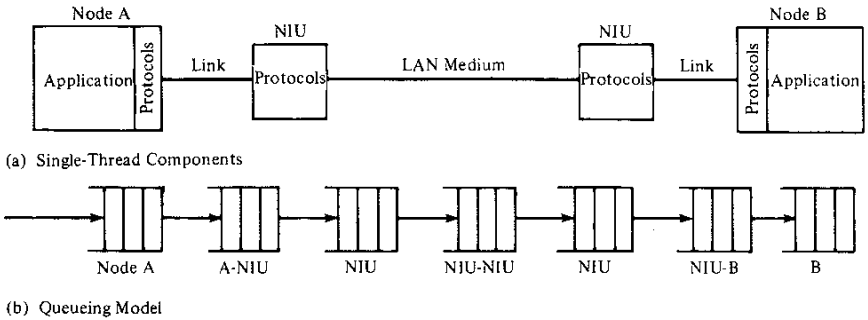 Node A
NIU
NIU
Node B
Application
Protocols
Link
Protocols
LAN Medium
Protocols
Link
Protocols
Application
(a) Single-Thread Components
Node A
A-NIU
NIU
NIU-NIU
NIU
NIU-B
B
(b) Queueing Model